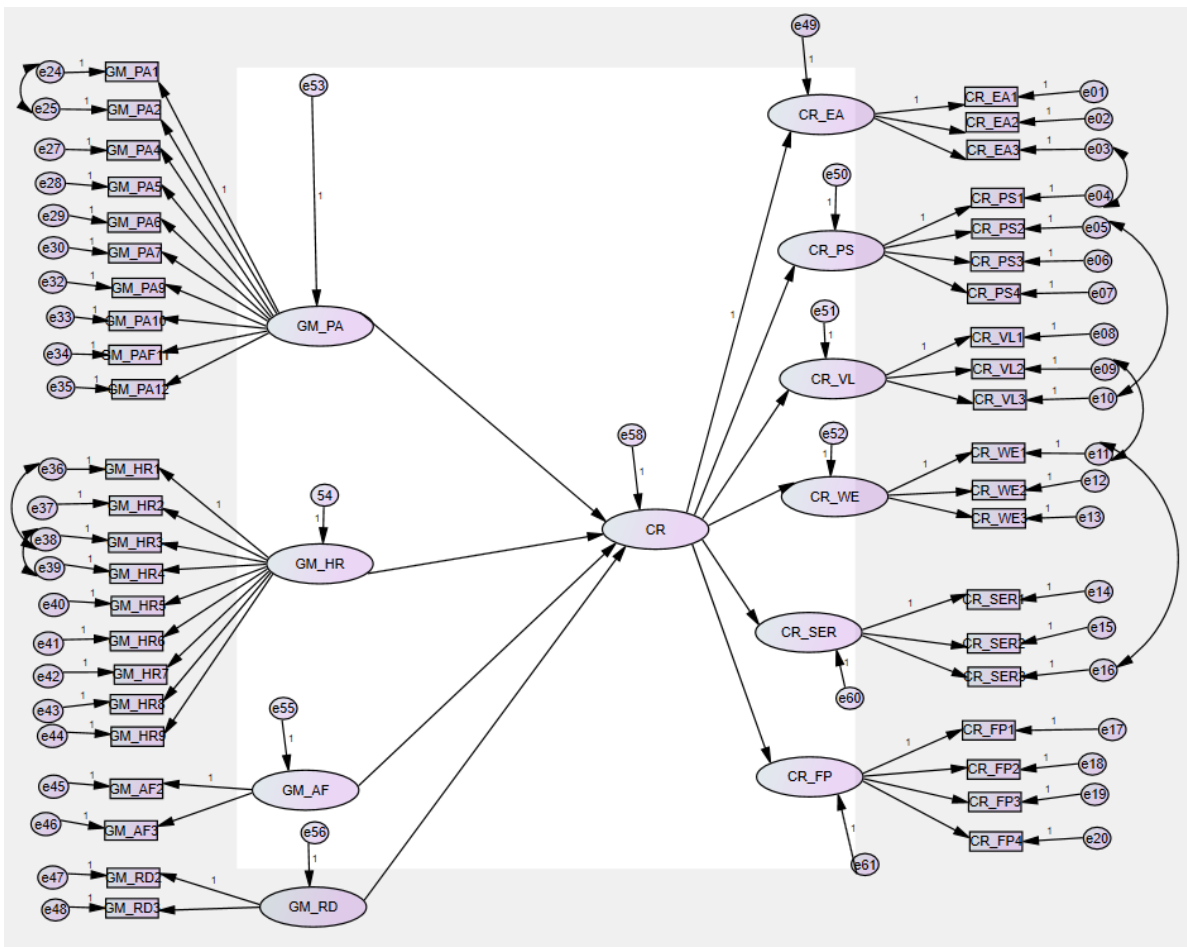 e49
e24 1 GM_PA1
e25 1 GM_PA2
e27 1 GM_PA4
e28 1 GM_PA5
e29 1 GM_PA6
e30 1 GM_PA7
e32 1 GM_PA9
e33 1 GM_PA10
e34 1 GM_PAF11
e35 1 GM_PA12
1
e53
1
GM_PA
e36 1 GM_HR1
e37 1 GM_HR2
e38 1 GM_HR3
e39 1 GM_HR4
e40 1 GM_HR5
e41 1 GM_HR6
e42 1 GM_HR7
e43 1 GM_HR8
e44 1 GM_HR9
1
54
1
GM_HR
e45 1 GM_AF2
e46 1 GM_AF3
1
e55
1
GM_AF
e47 1 GM_RD2
e48 1 GM_RD3
1
e56
1
GM_RD
e58
1
CR
1
1
CR_EA
1
CR_EA1 1 e01
CR_EA2 1 e02
CR_EA3 1 e03
e50
1
CR_PS
1
CR_PS1 1 e04
CR_PS2 1 e05
CR_PS3 1 e06
CR_PS4 1 e07
e51
1
CR_VL
1
CR_VL1 1 e08
CR_VL2 1 e09
CR_VL3 1 e10
e52
1
CR_WE
1
CR_WE1 1 e11
CR_WE2 1 e12
CR_WE3 1 e13
CR_SER
1
e60
1
CR_SER1 1 e14
CR_SER2 1 e15
CR_SER3 1 e16
CR_FP
1
e61
1
CR_FP1 1 e17
CR_FP2 1 e18
CR_FP3 1 e19
CR_FP4 1 e20